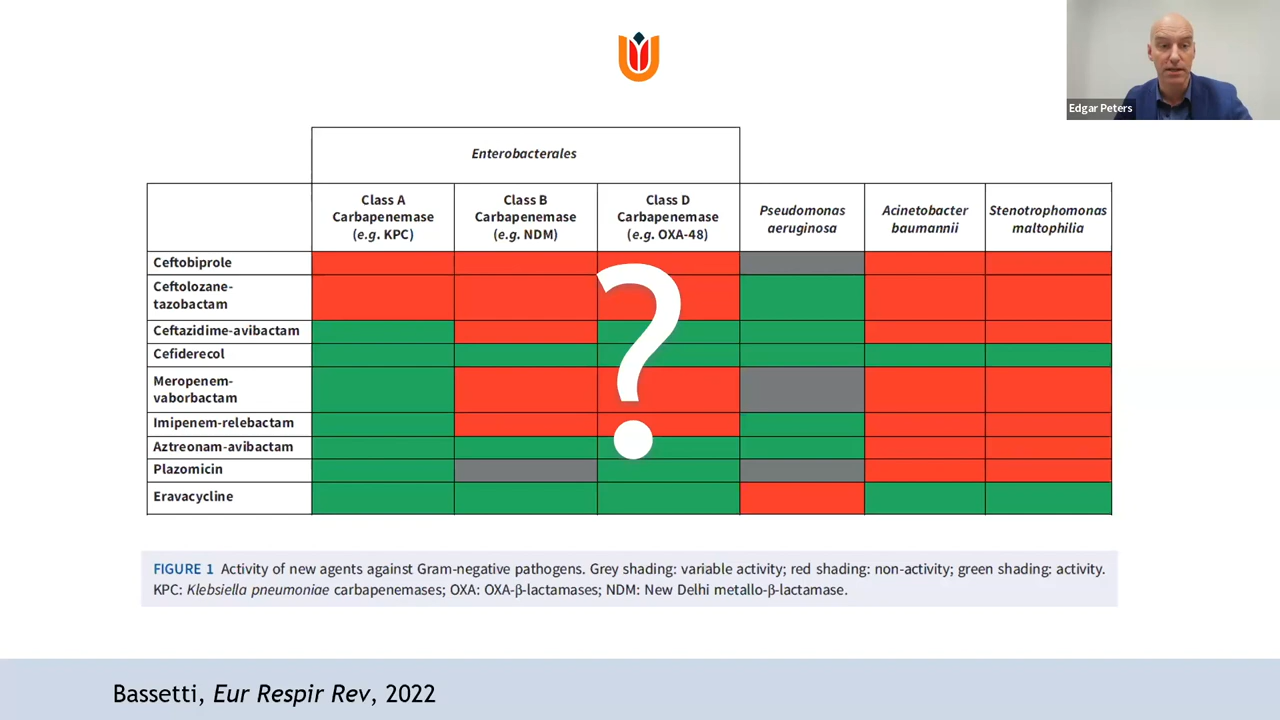 Edgar Peters
Enterobacterales
Class A
Carbapenemase
(e.g. KPC)
Class B
Carbapenemase
(e.g. NDM)
Class D
Carbapenemase
(e.g. OXA-48)
Pseudomonas
aeruginosa
Acinetobacter
baumannii
Stenotrophomonas
maltophilia
Ceftobiprole
Ceftolozane-
tazobactam
Ceftazidime-avibactam
Cefiderecol
Meropenem-
vaborbactam
Imipenem-relebactam
Aztreonam-avibactam
Plazomicin
Eravacycline
?
FIGURE 1 Activity of new agents against Gram-negative pathogens. Grey shading: variable activity; red shading: non-activity; green shading: activity.
KPC: Klebsiella pneumoniae carbapenemases; OXA: OXA-β-lactamases; NDM: New Delhi metallo-β-lactamase.
Bassetti, Eur Respir Rev, 2022